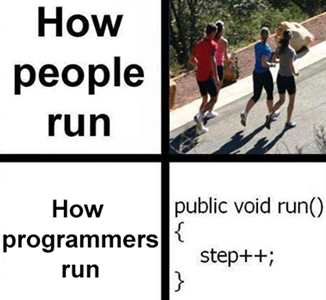 How
people
run
How
programmers
run
public void run()
{
step++;
}